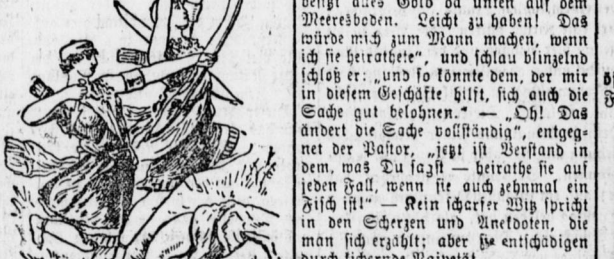 besitzt alles Gold da unten auf dem
Meeresboden. Leicht zu haben! Das
würde mich zum Mann machen, wenn
ich sie heirathete“, und schlau blinzelnd
schloß er: „und so könnte dem, der mir
in diesem Geschäfte hilft, sich auch die
Sache gut belohnen.“ — „Oh! Das
ändert die Sache vollständig“, entgeg-
net der Pastor, „jetzt ist Verstand in
dem, was Du sagst — heirathe sie auf
jeden Fall, wenn sie auch zehnmal ein
Fisch ist!“ — Kein scharfer Witz spricht
in den Scherzen und Anekdoten, die
man sich erzählt; aber sie entschädigen
durch kichernde Naivetät